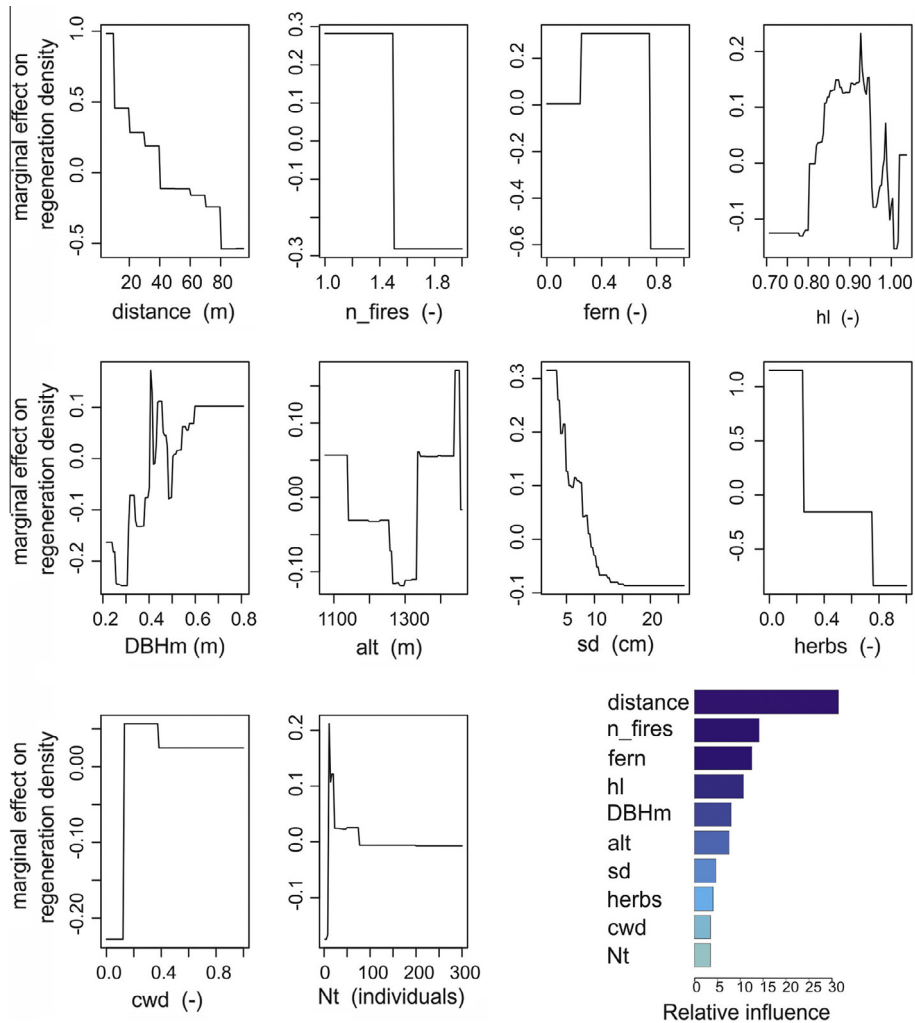 marginal effect on
regeneration density
1.0
0.5
0.0
-0.5
20 40 60 80
distance (m)
0.3
0.2
0.0
-0.1
-0.3
1.0 1.4 1.8
n_fires (-)
0.2
0.0
-0.2
-0.4
-0.6
0.0 0.4 0.8
fern (-)
0.2
0.1
0.0
-0.1
0.70 0.80 0.90 1.00
hl (-)
marginal effect on
regeneration density
0.1
0.0
-0.1
-0.2
0.2 0.4 0.6 0.8
DBHm (m)
0.10
0.00
-0.10
1100 1300
alt (m)
0.3
0.2
0.1
0.0
-0.1
5 10 20
sd (cm)
1.0
0.5
0.0
-0.5
0.0 0.4 0.8
herbs (-)
marginal effect on
regeneration density
0.00
-0.10
-0.20
0.0 0.4 0.8
cwd (-)
0.2
0.1
0.0
-0.1
0 100 200 300
Nt (individuals)
distance
n_fires
fern
hl
DBHm
alt
sd
herbs
cwd
Nt
0 5 10 15 20 25 30
Relative influence